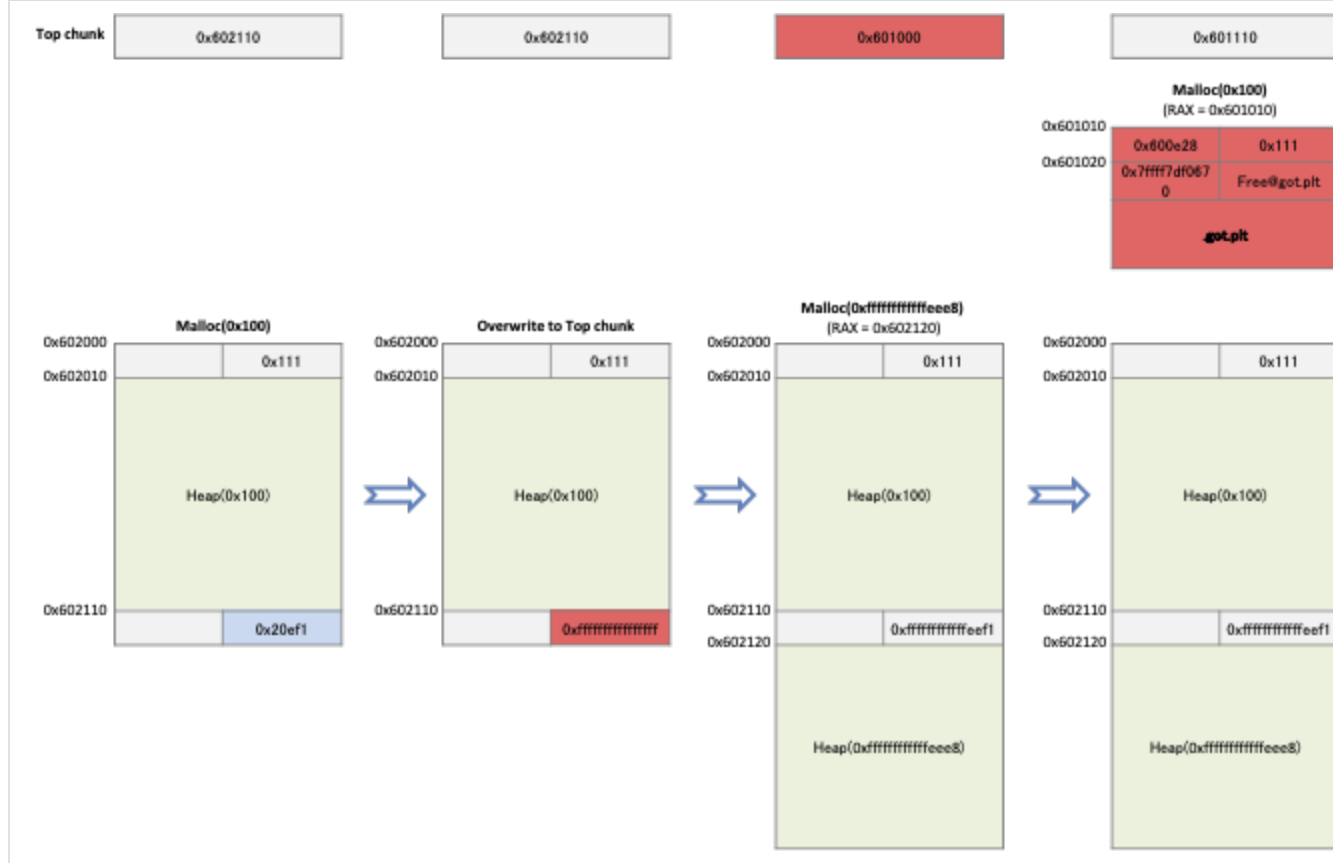 Top chunk
0x602110
0x602110
0x601000
0x601110
Malloc(0x100)
(RAX = 0x601010)
0x601010
0x600e28
0x111
0x601020
0x7ffff7df067
0
Free@got.plt
.got.plt
Malloc(0x100)
0x602000
0x111
0x602010
Heap(0x100)
0x602110
0x20ef1
Overwrite to Top chunk
0x602000
0x111
0x602010
Heap(0x100)
0x602110
0xffffffffffffffff
Malloc(0xffffffffffffeee8)
(RAX = 0x602120)
0x602000
0x111
0x602010
Heap(0x100)
0x602110
0xffffffffffffeef1
0x602120
Heap(0xffffffffffffeee8)
0x602000
0x111
0x602010
Heap(0x100)
0x602110
0xffffffffffffeef1
0x602120
Heap(0xffffffffffffeee8)